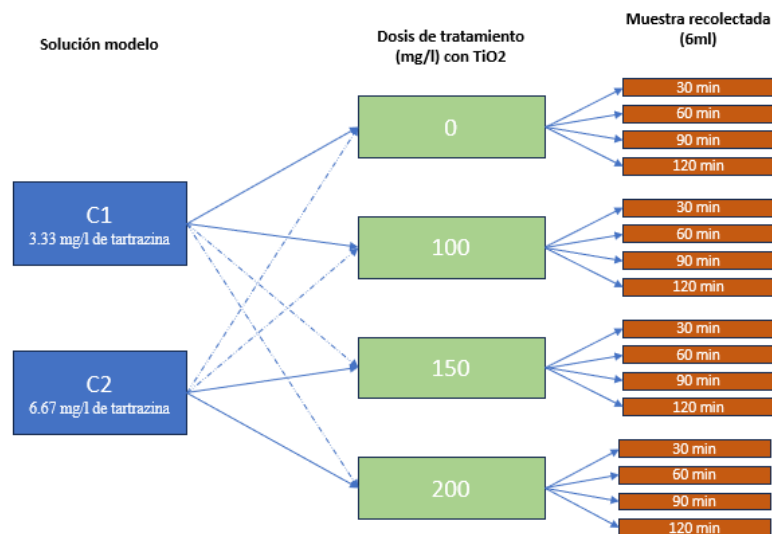 Solución modelo
Dosis de tratamiento
(mg/l) con TiO2
Muestra recolectada
(6ml)
C1
3.33 mg/l de tartrazina
C2
6.67 mg/l de tartrazina
0
100
150
200
30 min
60 min
90 min
120 min
30 min
60 min
90 min
120 min
30 min
60 min
90 min
120 min
30 min
60 min
90 min
120 min